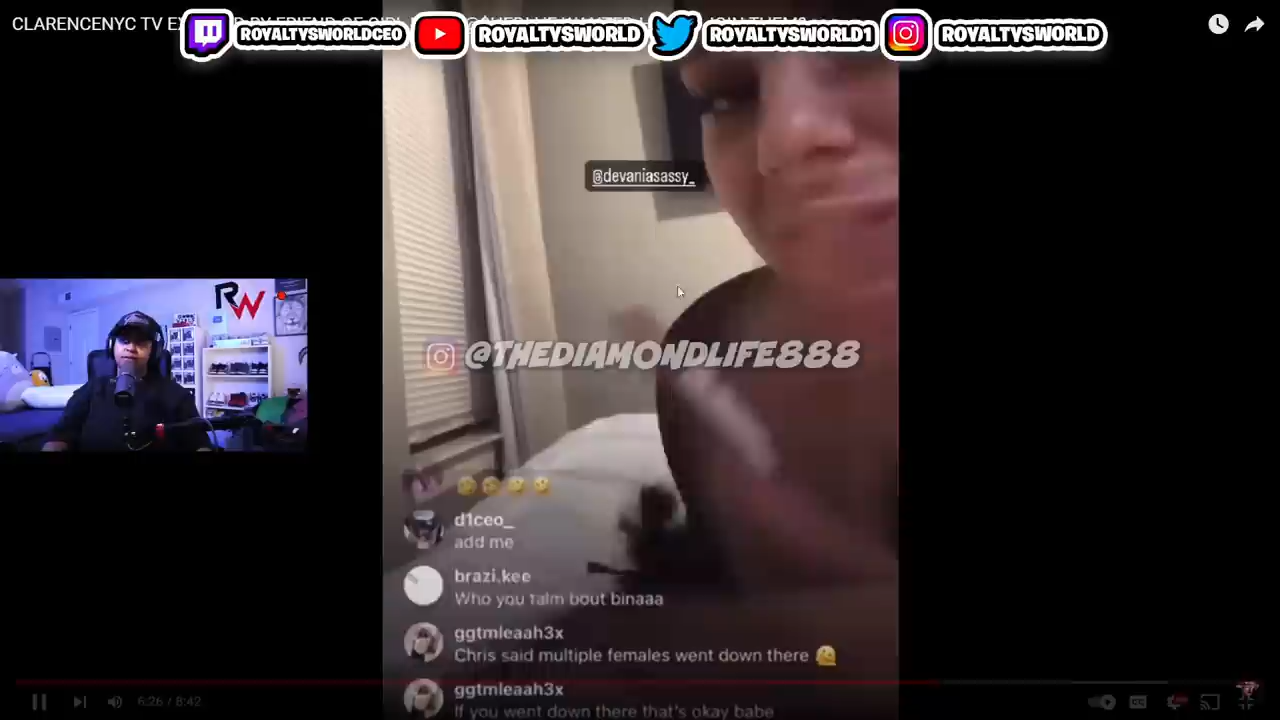 CLARENCENYC TV
ROYALTYSWORLDCEO
ROYALTYSWORLD
ROYALTYSWORLD1
ROYALTYSWORLD
@devaniasassy_
RW
@THEDIAMONDLIFE888
d1ceo_
add me
brazi.kee
Who you talm bout binaaa
ggtmleaah3x
Chris said multiple females went down there
ggtmleaah3x
If you went down there that's okay babe
6:26 / 8:42